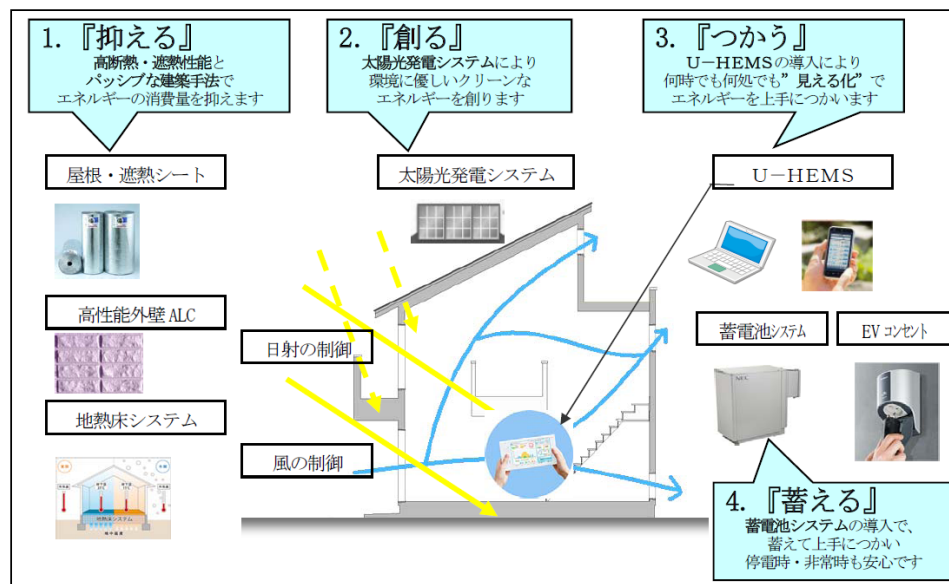 1. 『抑える』
高断熱・遮熱性能と
パッシブな建築手法で
エネルギーの消費量を抑えます
2. 『創る』
太陽光発電システムにより
環境に優しいクリーンな
エネルギーを創ります
3. 『つかう』
U－HEMSの導入により
何時でも何処でも”見える化”で
エネルギーを上手につかいます
屋根・遮熱シート
太陽光発電システム
U－HEMS
高性能外壁 ALC
日射の制御
蓄電池システム
EV コンセント
地熱床システム
NEC
風の制御
地熱床システム
4. 『蓄える』
蓄電池システムの導入で、
蓄えて上手につかい
停電時・非常時も安心です